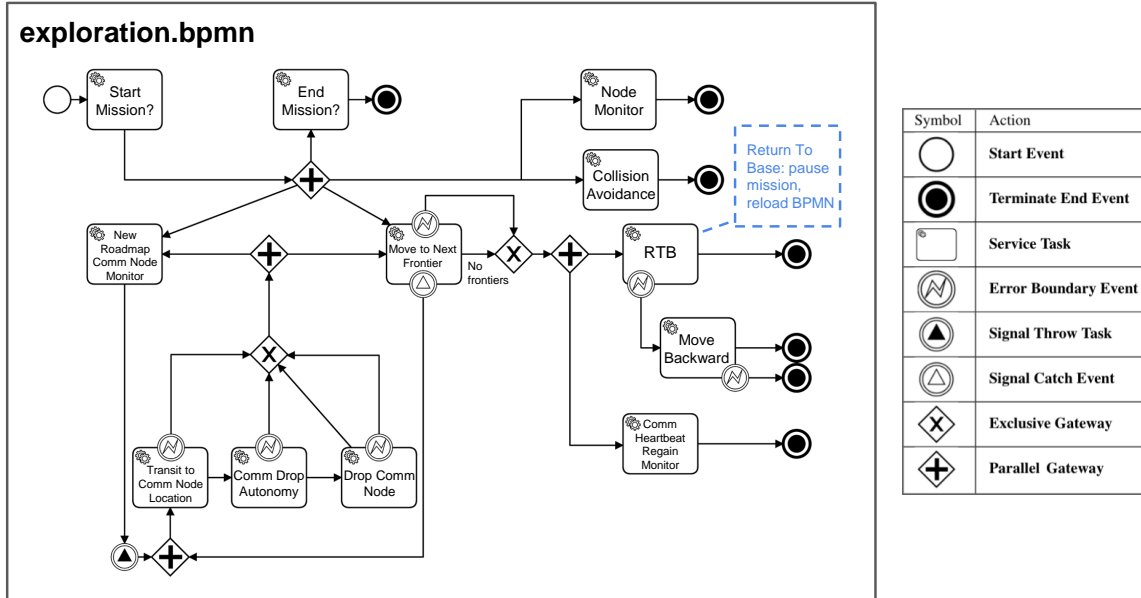 exploration.bpmn
Start
Mission?
End
Mission?
Node
Monitor
Collision
Avoidance
Return To
Base: pause
mission,
reload BPMN
New
Roadmap
Comm Node
Monitor
Move to Next
Frontier
No
frontiers
X
RTB
Move
Backward
X
Transit to
Comm Node
Location
Comm Drop
Autonomy
Drop Comm
Node
Comm
Heartbeat
Regain
Monitor
Symbol Action
Start Event
Terminate End Event
Service Task
Error Boundary Event
Signal Throw Task
Signal Catch Event
X Exclusive Gateway
Parallel Gateway